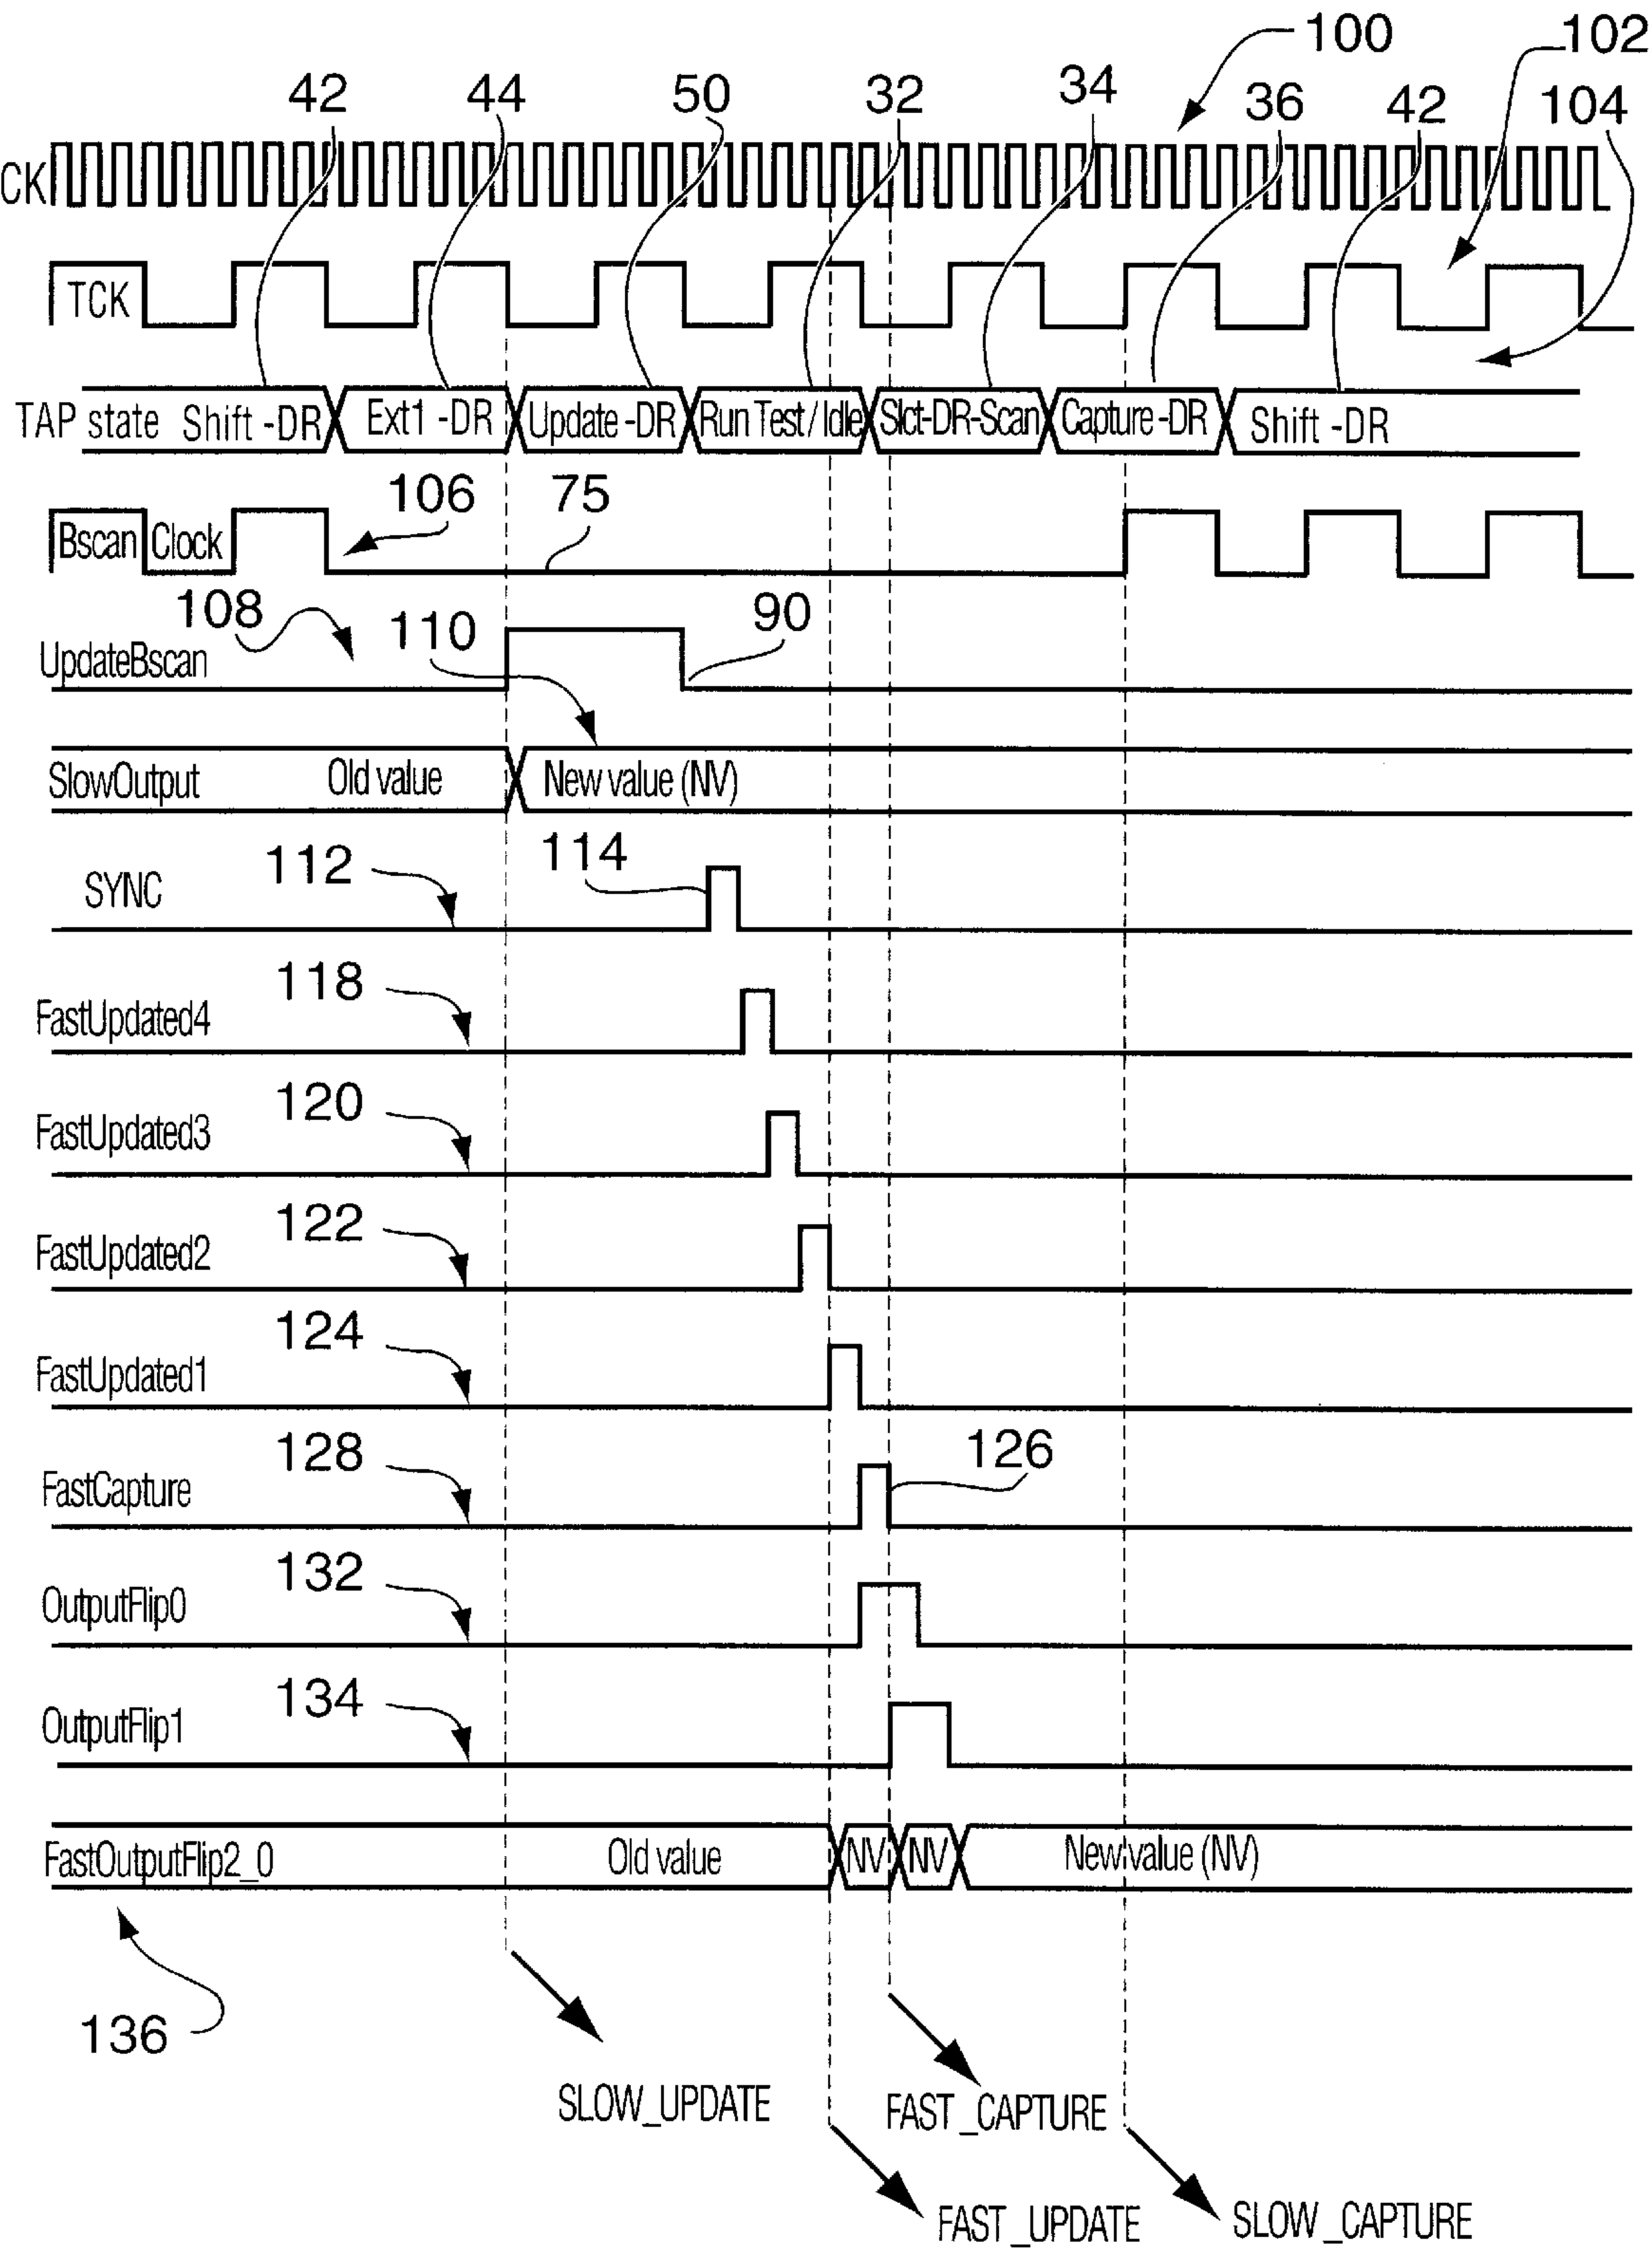 100 102
42 44 50 32 34 36 42 104
CK
TCK
TAP state Shift -DR Ext1 -DR Update -DR Run Test / Idle Slct-DR-Scan Capture -DR Shift -DR
106 75
Bscan Clock
108 110 90
UpdateBscan
SlowOutput Old value New value (NV)
112 114
SYNC
118
FastUpdated4
120
FastUpdated3
122
FastUpdated2
124
FastUpdated1
128 126
FastCapture
132
OutputFlip0
134
OutputFlip1
FastOutputFlip2_0 Old value NV NV New value (NV)
136
SLOW_UPDATE FAST_CAPTURE
FAST_UPDATE SLOW_CAPTURE